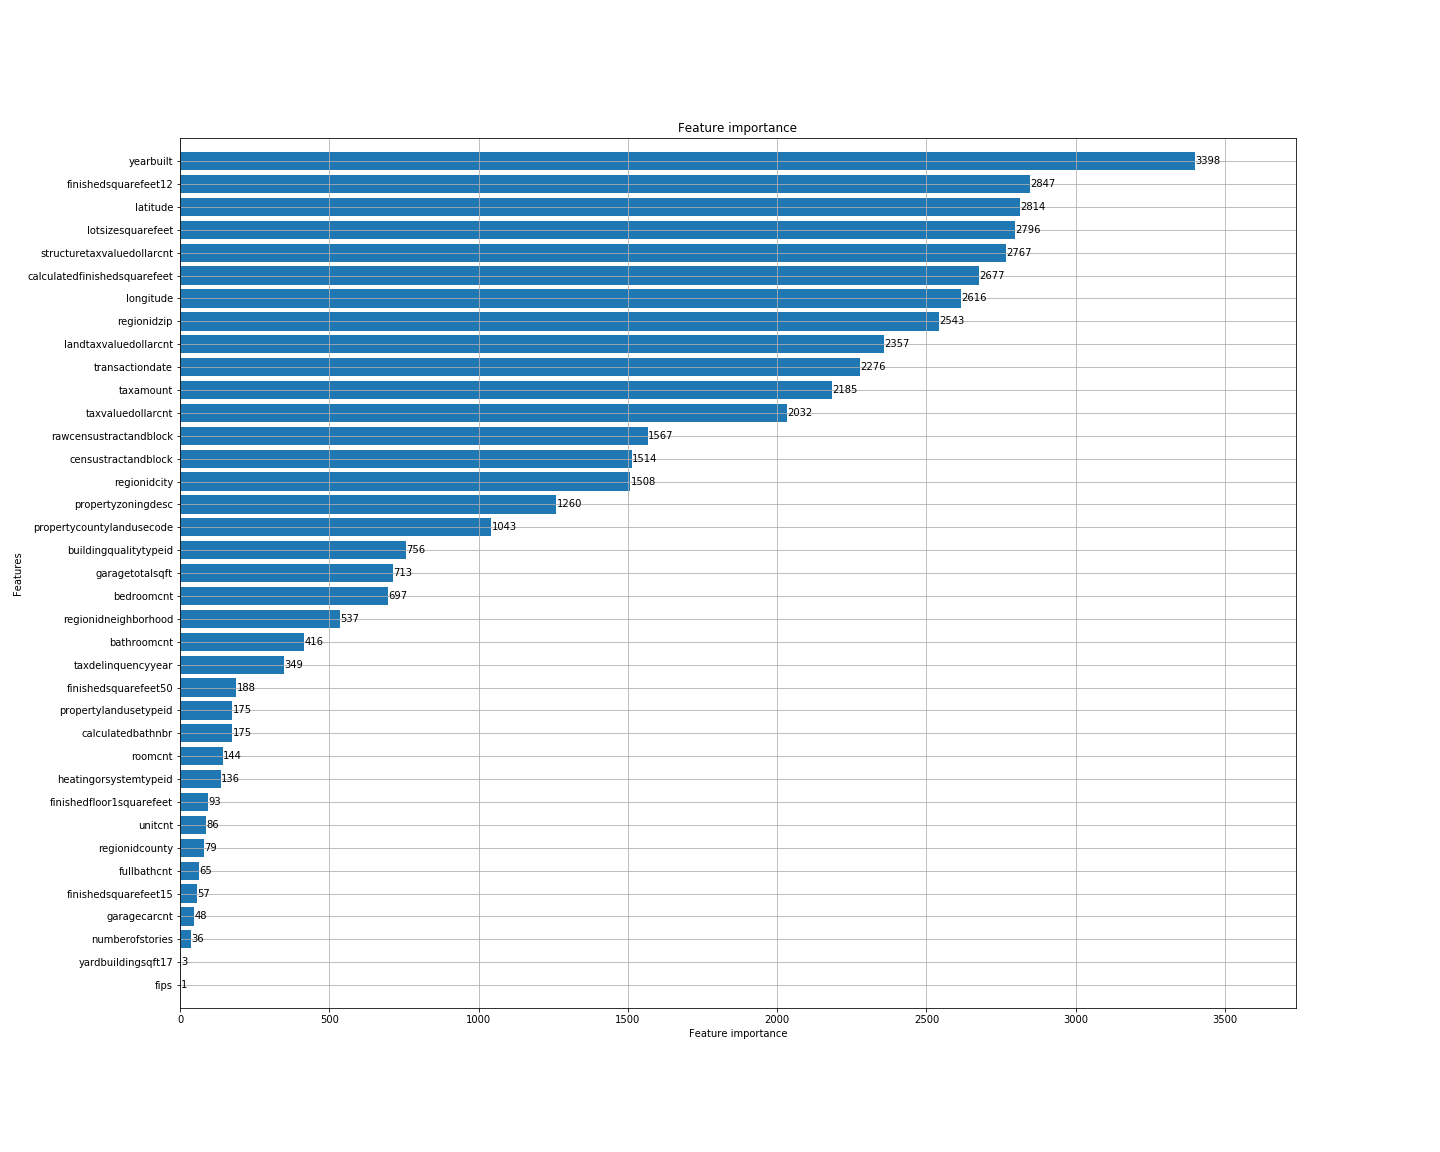 Feature importance
yearbuilt 3398
finishedsquarefeet12 2847
latitude 2814
lotsizesquarefeet 2796
structuretaxvaluedollarcnt 2767
calculatedfinishedsquarefeet 2677
longitude 2616
regionidzip 2543
landtaxvaluedollarcnt 2357
transactiondate 2276
taxamount 2185
taxvaluedollarcnt 2032
rawcensustractandblock 1567
censustractandblock 1514
regionidcity 1508
propertyzoningdesc 1260
propertycountylandusecode 1043
buildingqualitytypeid 756
garagetotalsqft 713
bedroomcnt 697
regionidneighborhood 537
bathroomcnt 416
taxdelinquencyyear 349
finishedsquarefeet50 188
propertylandusetypeid 175
calculatedbathnbr 175
roomcnt 144
heatingorsystemtypeid 136
finishedfloor1squarefeet 93
unitcnt 86
regionidcounty 79
fullbathcnt 65
finishedsquarefeet15 57
garagecarcnt 48
numberofstories 36
yardbuildingsqft17 3
fips 1
Features
0 500 1000 1500 2000 2500 3000 3500
Feature importance